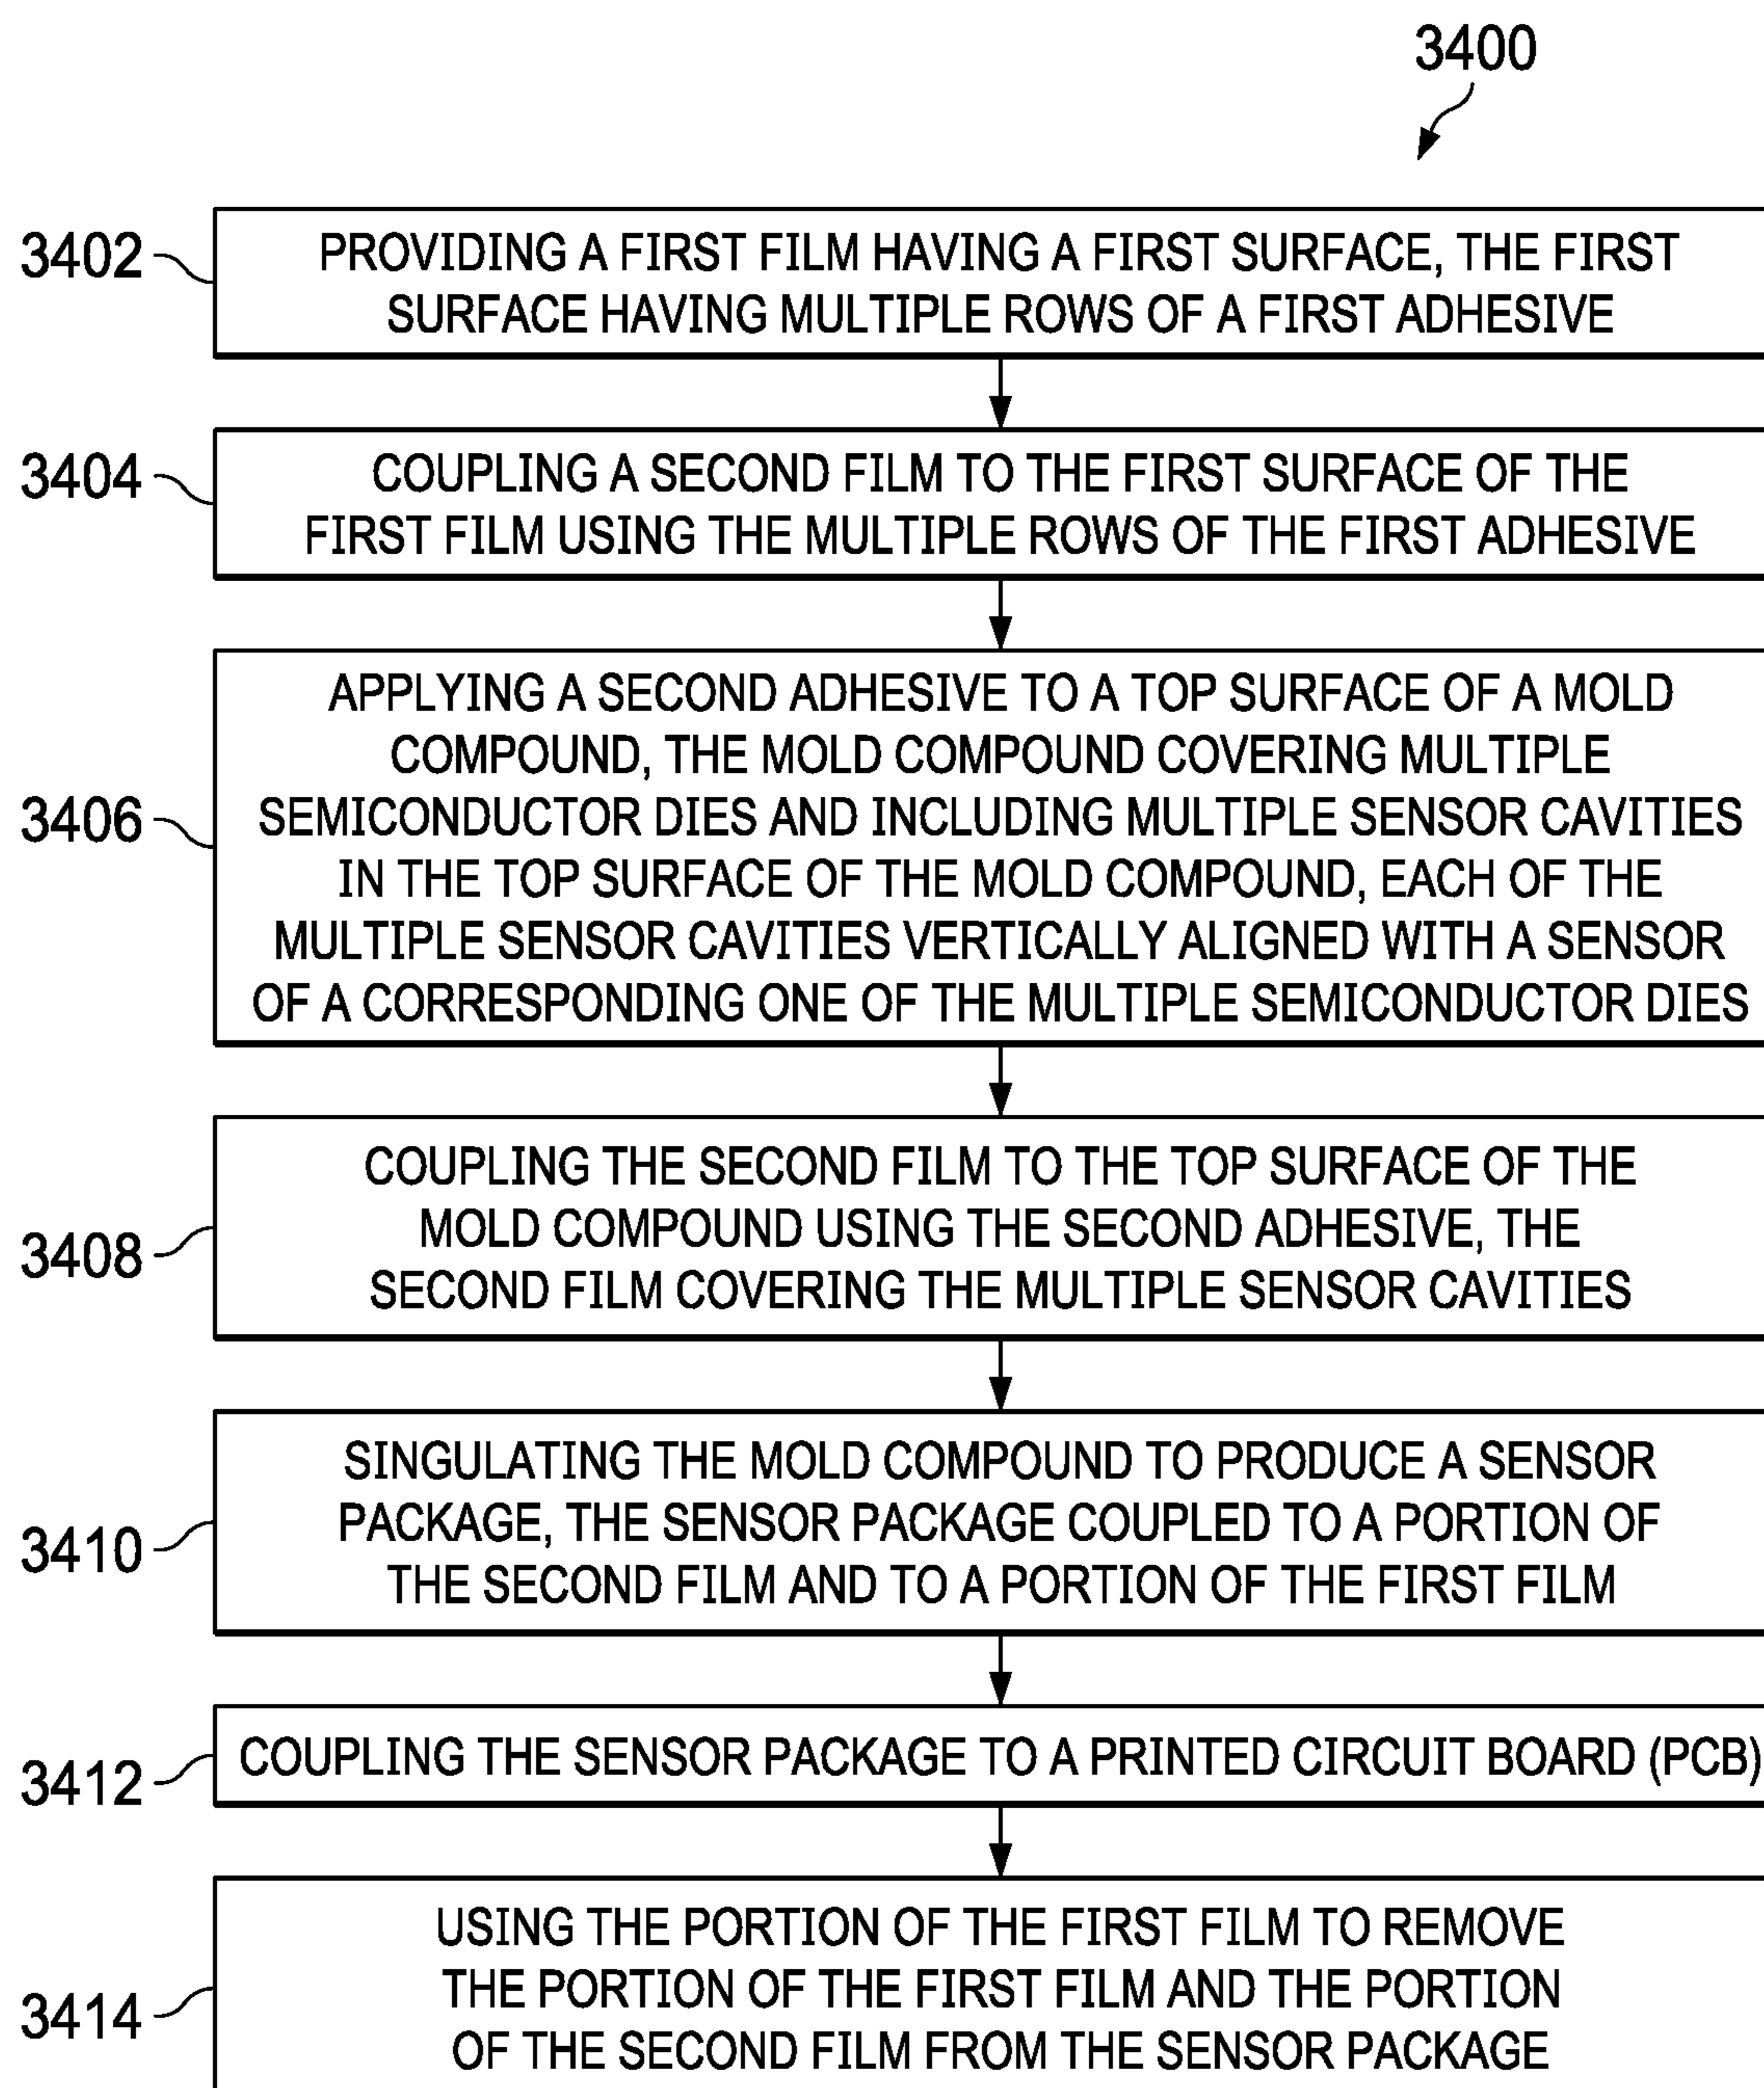 3400
3402
PROVIDING A FIRST FILM HAVING A FIRST SURFACE, THE FIRST
SURFACE HAVING MULTIPLE ROWS OF A FIRST ADHESIVE
3404
COUPLING A SECOND FILM TO THE FIRST SURFACE OF THE
FIRST FILM USING THE MULTIPLE ROWS OF THE FIRST ADHESIVE
3406
APPLYING A SECOND ADHESIVE TO A TOP SURFACE OF A MOLD
COMPOUND, THE MOLD COMPOUND COVERING MULTIPLE
SEMICONDUCTOR DIES AND INCLUDING MULTIPLE SENSOR CAVITIES
IN THE TOP SURFACE OF THE MOLD COMPOUND, EACH OF THE
MULTIPLE SENSOR CAVITIES VERTICALLY ALIGNED WITH A SENSOR
OF A CORRESPONDING ONE OF THE MULTIPLE SEMICONDUCTOR DIES
3408
COUPLING THE SECOND FILM TO THE TOP SURFACE OF THE
MOLD COMPOUND USING THE SECOND ADHESIVE, THE
SECOND FILM COVERING THE MULTIPLE SENSOR CAVITIES
3410
SINGULATING THE MOLD COMPOUND TO PRODUCE A SENSOR
PACKAGE, THE SENSOR PACKAGE COUPLED TO A PORTION OF
THE SECOND FILM AND TO A PORTION OF THE FIRST FILM
3412
COUPLING THE SENSOR PACKAGE TO A PRINTED CIRCUIT BOARD (PCB)
3414
USING THE PORTION OF THE FIRST FILM TO REMOVE
THE PORTION OF THE FIRST FILM AND THE PORTION
OF THE SECOND FILM FROM THE SENSOR PACKAGE